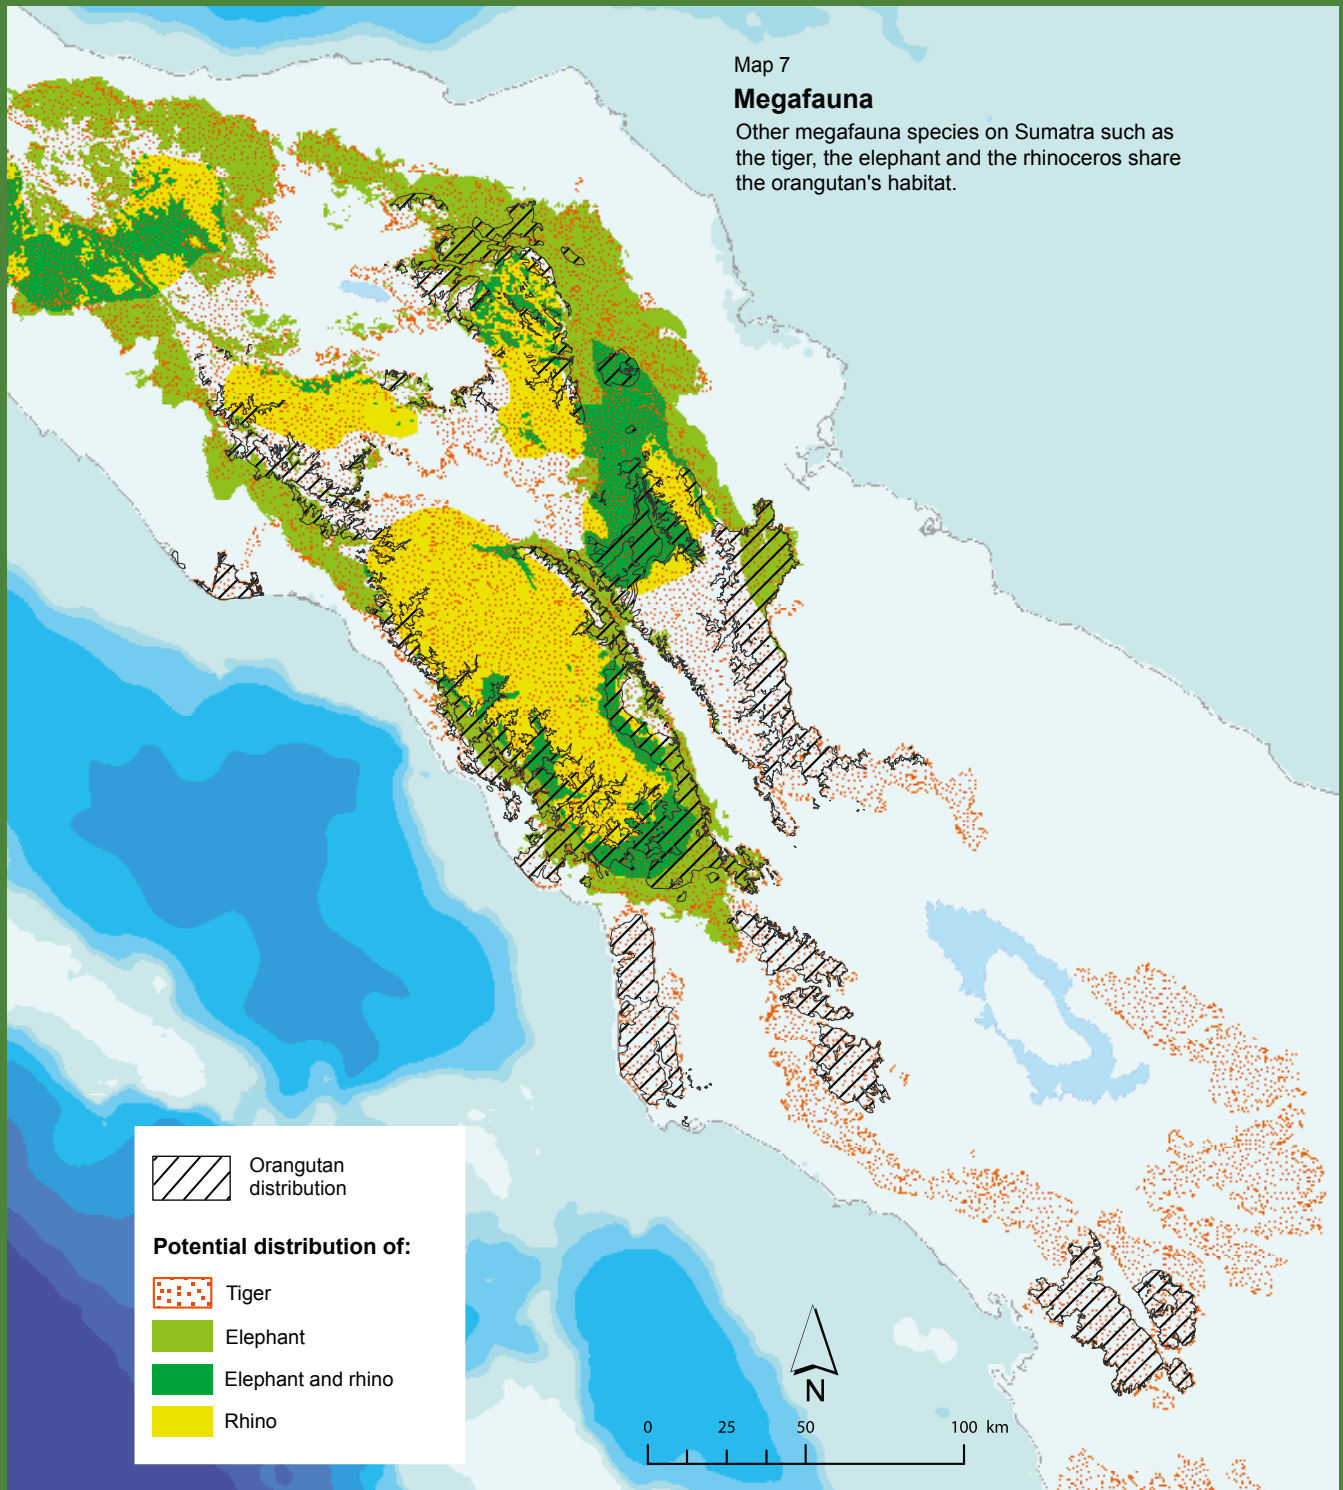 Map 7
Megafauna
Other megafauna species on Sumatra such as
the tiger, the elephant and the rhinoceros share
the orangutan's habitat.
Orangutan
distribution
Potential distribution of:
Tiger
Elephant
Elephant and rhino
Rhino
N
0 25 50 100 km